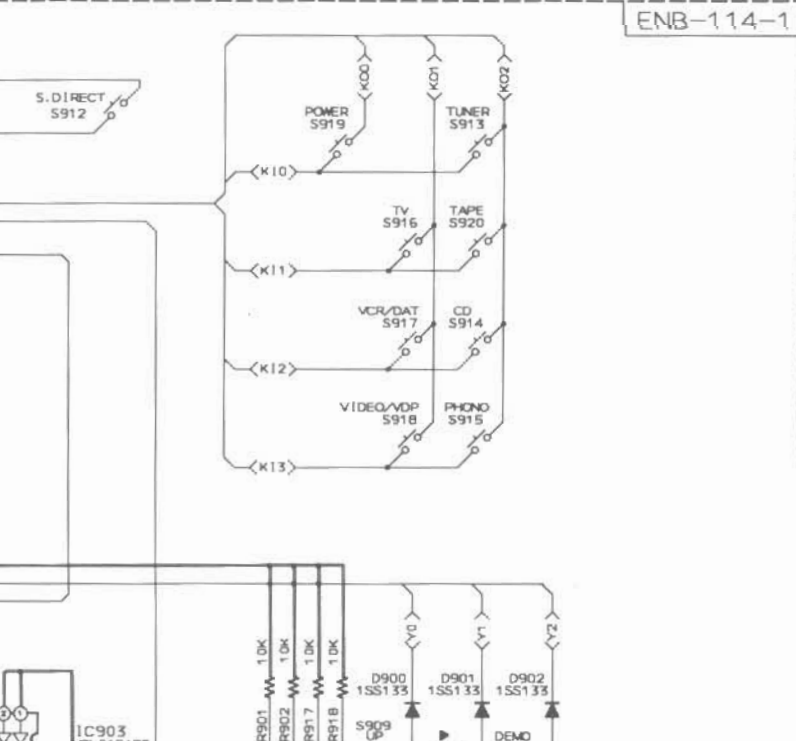 ENB-114-1
KO0
KO1
KO2
S.DIRECT
S912
POWER
S919
TUNER
S913
KI0
TV
S916
TAPE
S920
KI1
VCR/DAT
S917
CD
S914
KI2
VIDEO/VDP
S918
PHONO
S915
KI3
Y0
Y1
Y2
10K
10K
10K
10K
D900
1SS133
D901
1SS133
D902
1SS133
R901
R902
R917
R918
S909
UP
DEMO
IC903